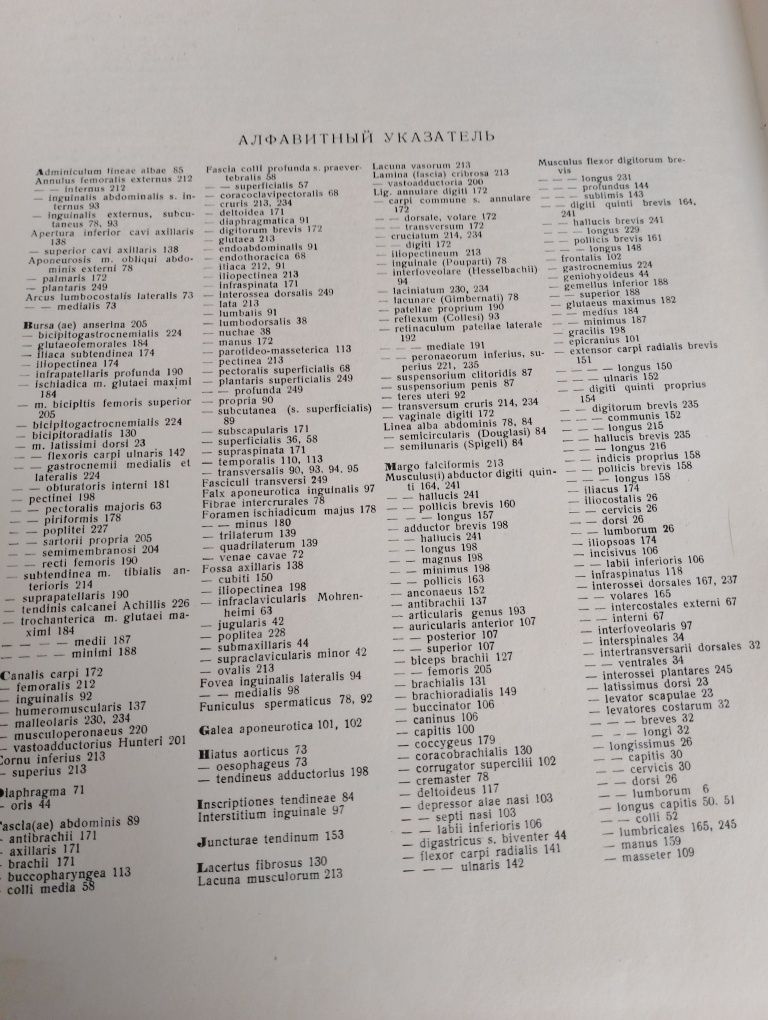 АЛФАВИТНЫЙ УКАЗАТЕЛЬ
Adminiculum lineae albae 85
Annulus femoralis externus 212
— — internus 212
— inguinalis abdominalis s. in-
ternus 93
— inguinalis externus, subcu-
taneus 78, 93
Apertura inferior cavi axillaris
138
— superior cavi axillaris 138
Aponeurosis m. obliqui abdo-
minis externi 78
— palmaris 172
— plantaris 249
Arcus lumbocostalis lateralis 73
— — medialis 73
Bursa (ae) anserina 205
— bicipitogastrocnemialis 224
— glutaeofemorales 184
— iliaca subtendinea 174
— iliopectinea 174
— infrapatellaris profunda 190
— ischiadica m. glutaei maximi
184
— m. bicipitis femoris superior
205
— bicipitogactrocnemialis 224
— bicipitoradialis 130
— m. latissimi dorsi 23
— — flexoris carpi ulnaris 142
— — gastrocnemii medialis et
lateralis 224
— — obturatoris interni 181
— pectinei 198
— — pectoralis majoris 63
— — piriformis 178
— — poplitei 227
— — sartorii propria 205
— — semimembranosi 204
— — recti femoris 190
— subtendinea m. tibialis an-
terioris 214
— suprapatellaris 190
— tendinis calcanei Achillis 226
— trochanterica m. glutaei ma-
ximi 184
— — — — medii 187
— — — — minimi 188
Canalis carpi 172
— femoralis 212
— inguinalis 92
— humeromuscularis 137
— malleolaris 230, 234
— musculoperonaeus 220
— vastoadductorius Hunteri 201
Cornu inferius 213
— superius 213
Diaphragma 71
— oris 44
Fascia(ae) abdominis 89
— antibrachii 171
— axillaris 171
— brachii 171
— buccopharyngea 113
— colli media 58
Fascia colli profunda s. praever-
tebralis 58
— — superficialis 57
— coracoclavipectoralis 68
— cruris 213, 234
— deltoidea 171
— diaphragmatica 91
— digitorum brevis 172
— glutaea 213
— endoabdominalis 91
— endothoracica 68
— iliaca 212, 91
— iliopectinea 213
— infraspinata 171
— interossea dorsalis 249
— lata 213
— lumbalis 91
— lumbodorsalis 38
— nuchae 38
— manus 172
— parotideo-masseterica 113
— pectinea 213
— pectoralis superficialis 68
— plantaris superficialis 249
— — profunda 249
— propria 90
— subcutanea (s. superficialis)
89
— subscapularis 171
— superficialis 36, 58
— supraspinata 171
— temporalis 110, 113
— transversalis 90, 93, 94. 95
Fasciculi transversi 249
Falx aponeurotica inguinalis 97
Fibrae intercrurales 78
Foramen ischiadicum majus 178
— — minus 180
— trilaterum 139
— quadrilaterum 139
— venae cavae 72
Fossa axillaris 138
— cubiti 150
— iliopectinea 198
— infraclavicularis Mohren-
heimi 63
— jugularis 42
— poplitea 228
— submaxillaris 44
— supraclavicularis minor 42
— ovalis 213
Fovea inguinalis lateralis 94
— — medialis 98
Funiculus spermaticus 78, 92
Galea aponeurotica 101, 102
Hiatus aorticus 73
— oesophageus 73
— tendineus adductorius 198
Inscriptiones tendineae 84
Interstitium inguinale 97
Juncturae tendinum 153
Lacertus fibrosus 130
Lacuna musculorum 213
Lacuna vasorum 213
Lamina (fascia) cribrosa 213
— vastoadductoria 200
Lig. annulare digiti 172
— carpi commune s. annulare
172
— — dorsale, volare 172
— — transversum 172
— cruciatum 214, 234
— — digiti 172
— iliopectineum 213
— inguinale (Pouparti) 78
— interfoveolare (Hesselbachii)
94
— laciniatum 230, 234
— lacunare (Gimbernati) 78
— patellae proprium 190
— reflexum (Collesi) 93
— retinaculum patellae laterale
192
— — mediale 191
— — peronaeorum inferius, su-
perius 221, 235
— suspensorium clitoridis 87
— suspensorium penis 87
— teres uteri 92
— transversum cruris 214, 234
— vaginale digiti 172
Linea alba abdominis 78, 84
— semicircularis (Douglasi) 84
— semilunaris (Spigeli) 84
Margo falciformis 213
Musculus(i) abductor digiti quin-
ti 164, 241
— — hallucis 241
— — pollicis brevis 160
— — — longus 157
— adductor brevis 198
— — hallucis 241
— — longus 198
— — magnus 198
— — minimus 198
— — pollicis 163
— anconaeus 152
— antibrachii 137
— articularis genus 193
— auricularis anterior 107
— — posterior 107
— — superior 107
— biceps brachii 127
— — femoris 205
— brachialis 131
— brachioradialis 149
— buccinator 106
— caninus 106
— capitis 100
— coccygeus 179
— coracobrachialis 130
— corrugator supercilii 102
— cremaster 78
— deltoideus 117
— depressor alae nasi 103
— — septi nasi 103
— — labii inferioris 106
— digastricus s. biventer 44
— flexor carpi radialis 141
— — — ulnaris 142
Musculus flexor digitorum bre-
vis
— — — longus 231
— — — profundus 144
— — — sublimis 143
— — digiti quinti brevis 164,
241
— — hallucis brevis 241
— — — longus 229
— — pollicis brevis 161
— — — longus 148
— frontalis 102
— gastrocnemius 224
— geniohyoideus 44
— gemellus inferior 188
— — superior 188
— glutaeus maximus 182
— — medius 184
— — minimus 187
— gracilis 198
— epicranius 101
— extensor carpi radialis brevis
151
— — — — longus 150
— — — ulnaris 152
— — digiti quinti proprius
154
— — digitorum brevis 235
— — — communis 152
— — — longus 215
— — hallucis brevis 235
— — — longus 216
— — indicis proprius 158
— — pollicis brevis 158
— — — longus 158
— iliacus 174
— iliocostalis 26
— — cervicis 26
— — dorsi 26
— — lumborum 26
— iliopsoas 174
— incisivus 106
— — labii inferioris 106
— infraspinatus 118
— interossei dorsales 167, 237
— — volares 165
— — intercostales externi 67
— — interni 67
— interfoveolaris 97
— interspinales 34
— intertransversarii dorsales 32
— — ventrales 34
— interossei plantares 245
— latissimus dorsi 23
— levator scapulae 23
— levatores costarum 32
— — — breves 32
— — — longi 32
— longissimus 26
— — capitis 30
— — cervicis 30
— — dorsi 26
— — lumborum 6
— longus capitis 50. 51
— — colli 52
— lumbricales 165, 245
— manus 159
— masseter 109